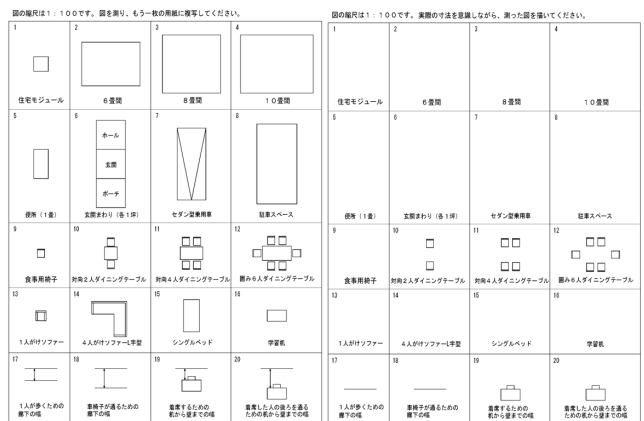 図の縮尺は1：100です。図を測り、もう一枚の用紙に複写してください。
1
2
3
4
住宅モジュール
6畳間
8畳間
10畳間
5
6
7
8
ホール
玄関
ポーチ
便所（1畳）
玄関まわり（各1坪）
セダン型乗用車
駐車スペース
9
10
11
12
食事用椅子
対向2人ダイニングテーブル
対向4人ダイニングテーブル
囲み6人ダイニングテーブル
13
14
15
16
1人がけソファー
4人がけソファーL字型
シングルベッド
学習机
17
18
19
20
1人が歩くための
廊下の幅
車椅子が通るための
廊下の幅
着席するための
机から壁までの幅
着席した人の後ろを通る
ための机から壁までの幅
図の縮尺は1：100です。実際の寸法を意識しながら、測った図を描いてください。
1
2
3
4
住宅モジュール
6畳間
8畳間
10畳間
5
6
7
8
便所（1畳）
玄関まわり（各1坪）
セダン型乗用車
駐車スペース
9
10
11
12
食事用椅子
対向2人ダイニングテーブル
対向4人ダイニングテーブル
囲み6人ダイニングテーブル
13
14
15
16
1人がけソファー
4人がけソファーL字型
シングルベッド
学習机
17
18
19
20
1人が歩くための
廊下の幅
車椅子が通るための
廊下の幅
着席するための
机から壁までの幅
着席した人の後ろを通る
ための机から壁までの幅